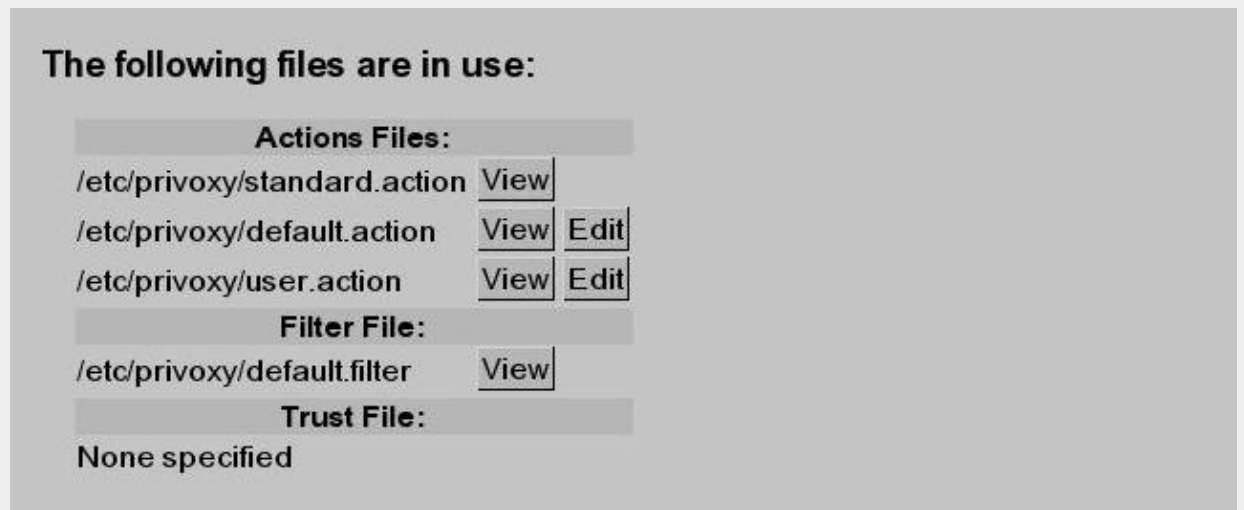 The following files are in use:
Actions Files:
/etc/privoxy/standard.action View
/etc/privoxy/default.action View Edit
/etc/privoxy/user.action View Edit
Filter File:
/etc/privoxy/default.filter View
Trust File:
None specified